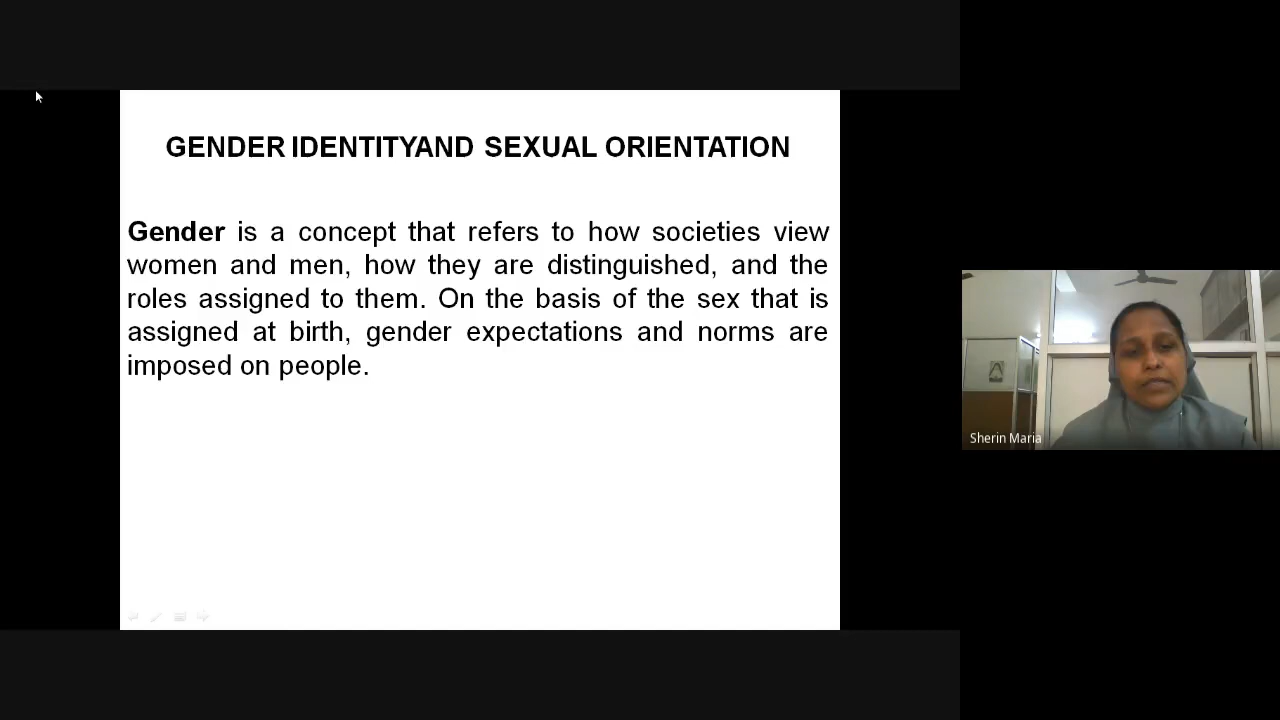 GENDER IDENTITYAND SEXUAL ORIENTATION
Gender is a concept that refers to how societies view
women and men, how they are distinguished, and the
roles assigned to them. On the basis of the sex that is
assigned at birth, gender expectations and norms are
imposed on people.
Sherin Maria